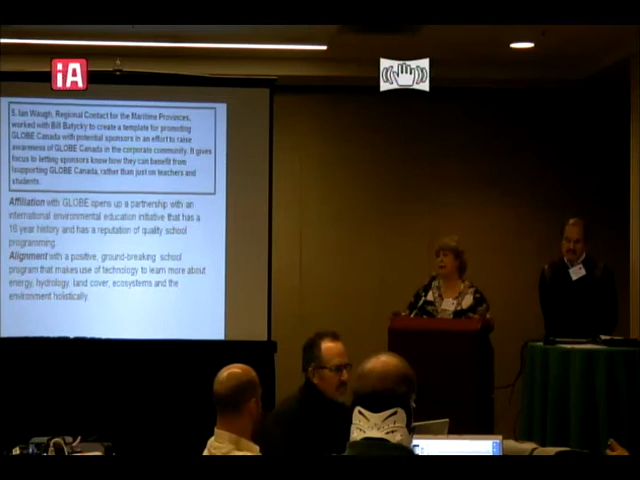 iA
5. Ian Waugh, Regional Contact for the Maritime Provinces,
worked with Bill Batycky to create a template for promoting
GLOBE Canada with potential sponsors in an effort to raise
awareness of GLOBE Canada in the corporate community. It gives
focus to letting sponsors know how they can benefit from
supporting GLOBE Canada, rather than just on teachers and
students.
Affiliation with GLOBE opens up a partnership with an
international environmental education initiative that has a
16 year history and has a reputation of quality school
programming.
Alignment with a positive, ground-breaking school
program that makes use of technology to learn more about
energy, hydrology, land cover, ecosystems and the
environment holistically.